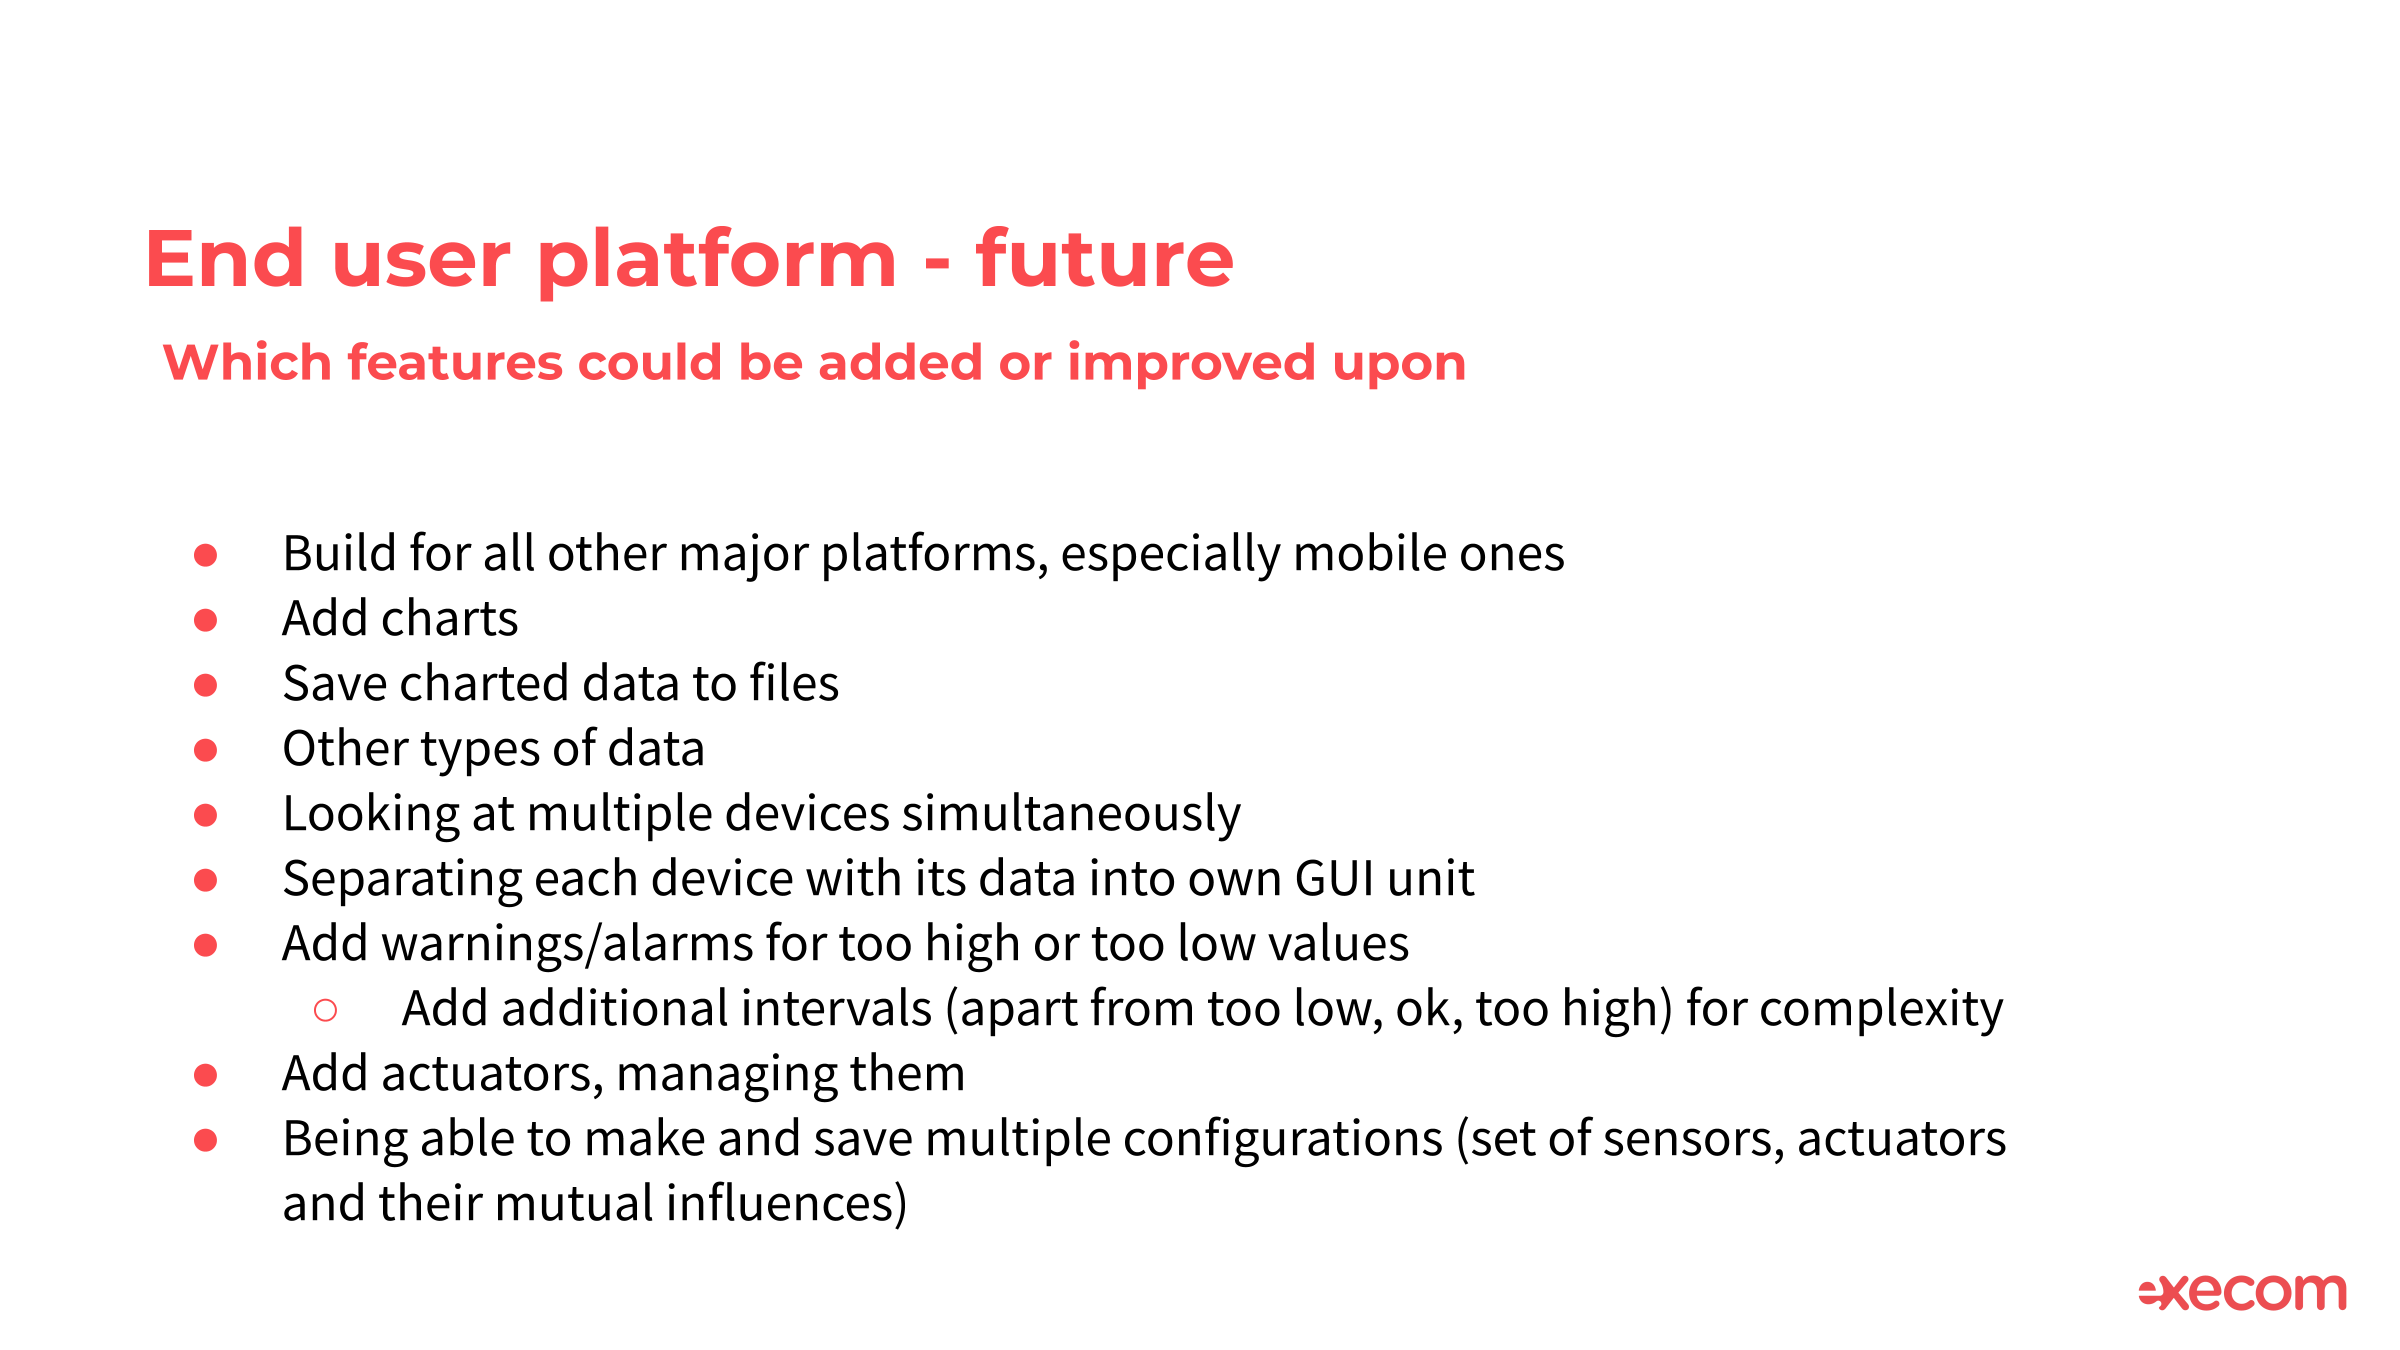 End user platform - future
Which features could be added or improved upon
● Build for all other major platforms, especially mobile ones
● Add charts
● Save charted data to files
● Other types of data
● Looking at multiple devices simultaneously
● Separating each device with its data into own GUI unit
● Add warnings/alarms for too high or too low values
○ Add additional intervals (apart from too low, ok, too high) for complexity
● Add actuators, managing them
● Being able to make and save multiple configurations (set of sensors, actuators
and their mutual influences)
execom